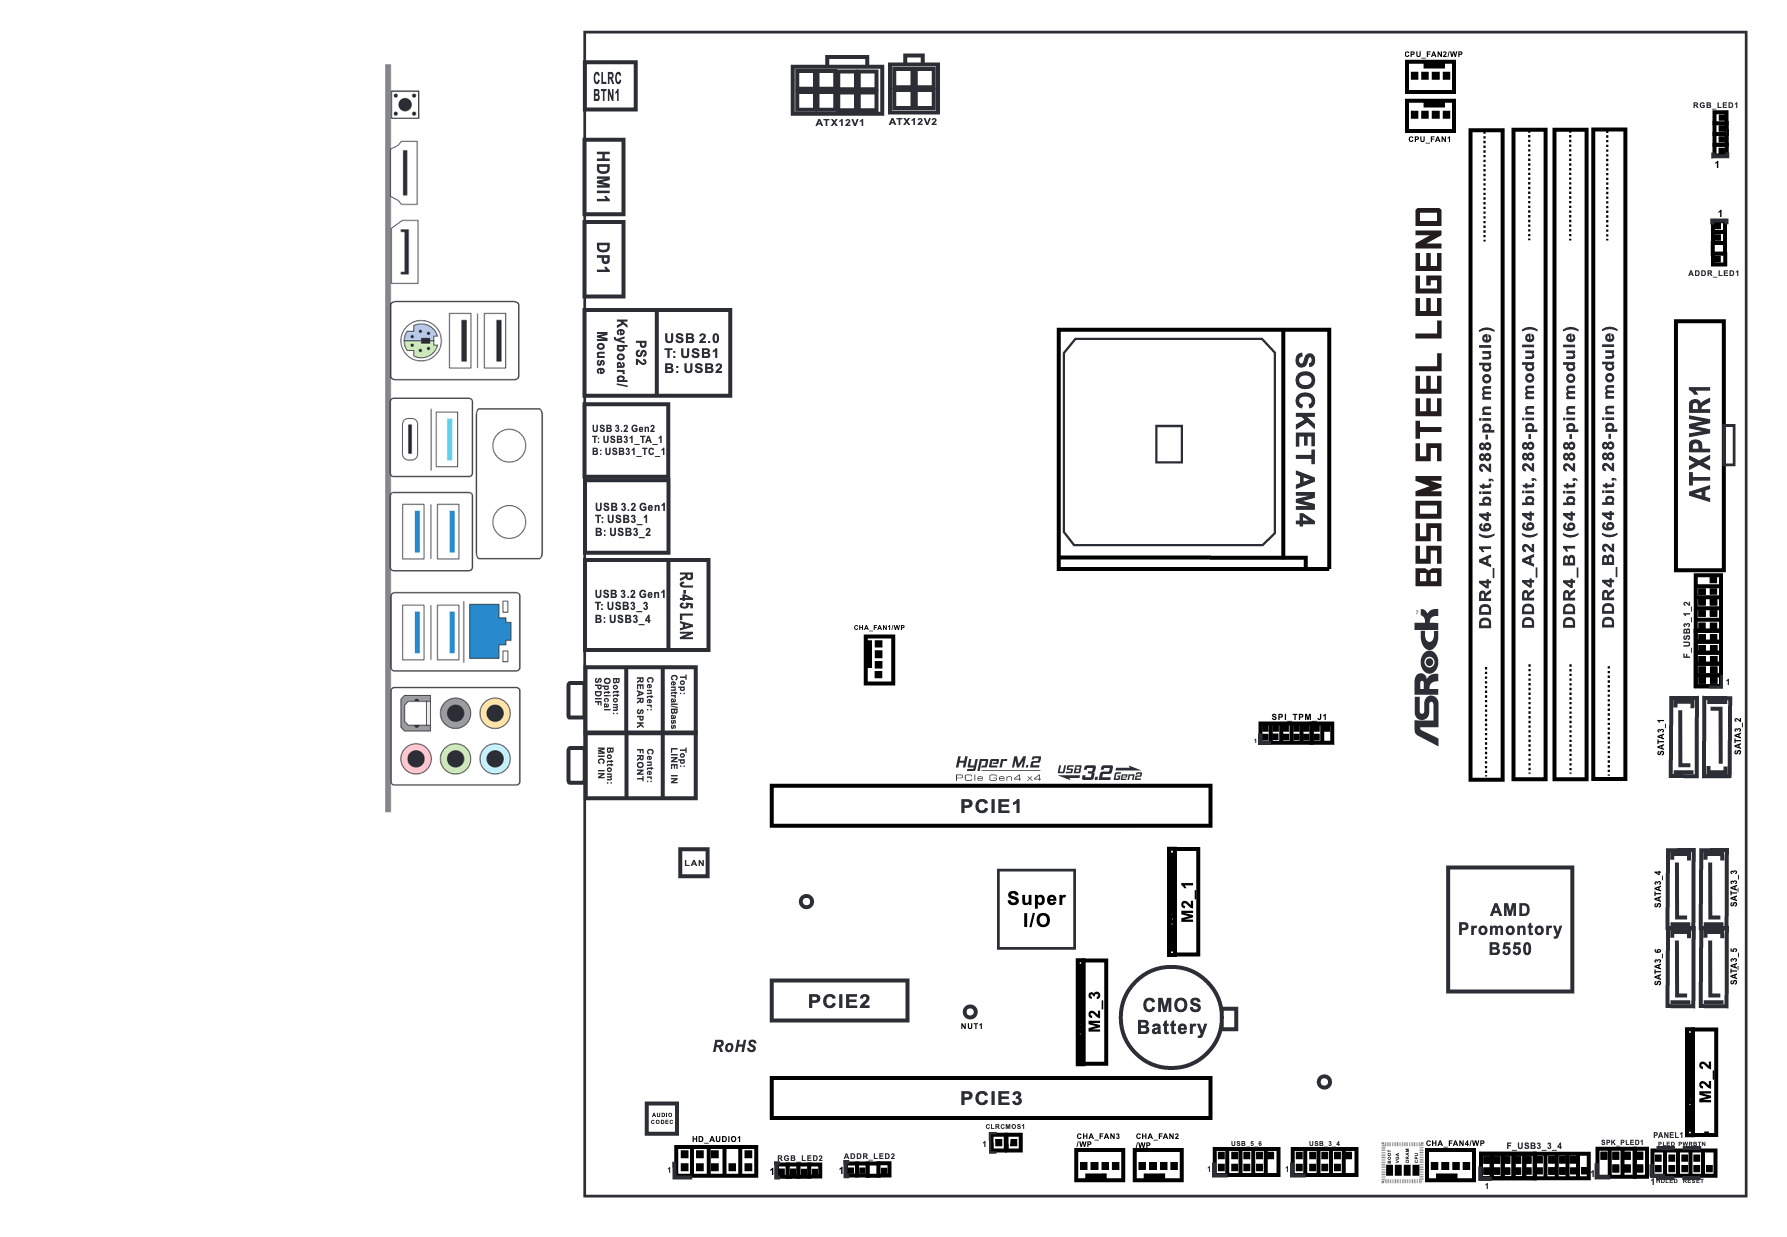 CLRC
BTN1
ATX12V1
ATX12V2
CPU_FAN2/WP
CPU_FAN1
RGB_LED1
1
1
ADDR_LED1
HDMI1
DP1
PS2
Keyboard/
Mouse
USB 2.0
T: USB1
B: USB2
USB 3.2 Gen2
T: USB31_TA_1
B: USB31_TC_1
USB 3.2 Gen1
T: USB3_1
B: USB3_2
USB 3.2 Gen1
T: USB3_3
B: USB3_4
RJ-45 LAN
Top:
Central/Bass
Center:
REAR SPK
Bottom:
Optical
SPDIF
Top:
LINE IN
Center:
FRONT
Bottom:
MIC IN
SOCKET AM4
ASRock B550M STEEL LEGEND
DDR4_A1 (64 bit, 288-pin module)
DDR4_A2 (64 bit, 288-pin module)
DDR4_B1 (64 bit, 288-pin module)
DDR4_B2 (64 bit, 288-pin module)
ATXPWR1
F_USB3_1_2
1
CHA_FAN1/WP
SPI_TPM_J1
1
SATA3_1
SATA3_2
Hyper M.2
PCIe Gen4 x4
USB 3.2 Gen2
PCIE1
LAN
Super
I/O
M2_1
AMD
Promontory
B550
SATA3_4
SATA3_3
SATA3_6
SATA3_5
PCIE2
NUT1
M2_3
CMOS
Battery
RoHS
M2_2
PCIE3
AUDIO
CODEC
HD_AUDIO1
1
RGB_LED2
1
ADDR_LED2
1
CLRCMOS1
1
CHA_FAN3
/WP
CHA_FAN2
/WP
USB_5_6
1
USB_3_4
1
BOOT
VGA
DRAM
CPU
CHA_FAN4/WP
F_USB3_3_4
1
SPK_PLED1
1
PANEL1
PLED PWRBTN
1
HDLED RESET